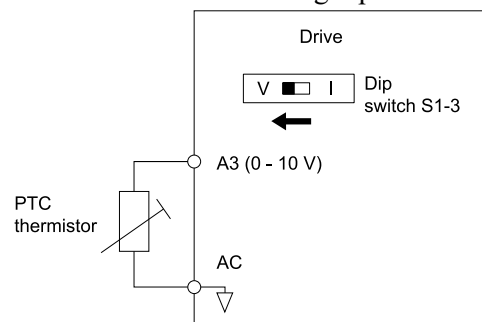 Drive
V I
Dip
switch S1-3
A3 (0 - 10 V)
PTC
thermistor
AC